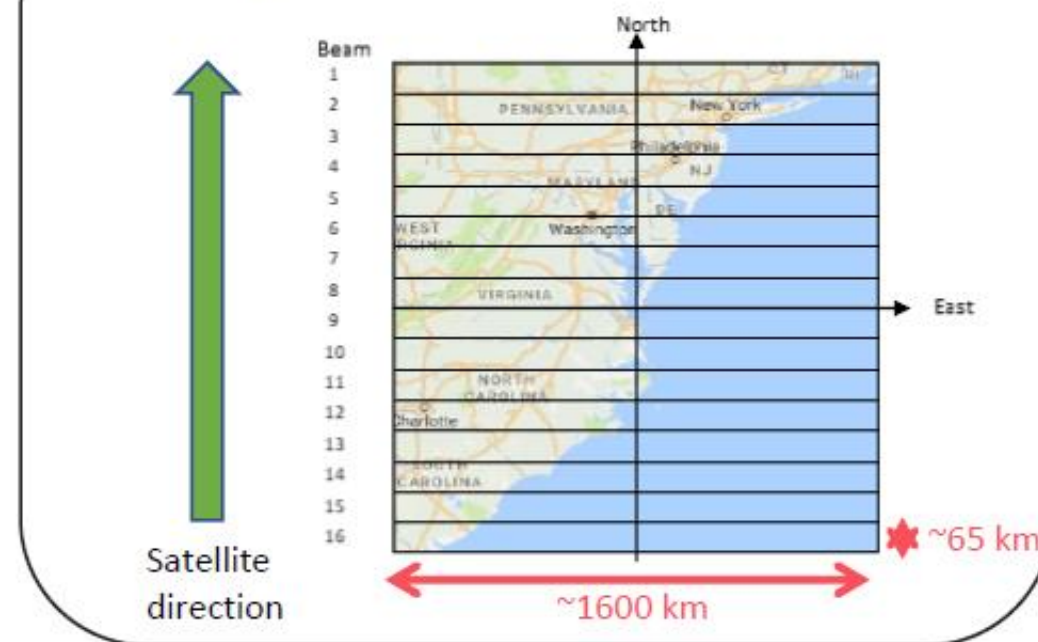 North
Beam
1
2
3
4
5
6
7
8
9
10
11
12
13
14
15
16
CT
PENNSYLVANIA
New York
Philadelphia
NJ
MARYLAND
DE
WEST
Washington
VIRGINIA
East
NORTH
CAROLINA
Charlotte
SOUTH
CAROLINA
Satellite
direction
~65 km
~1600 km